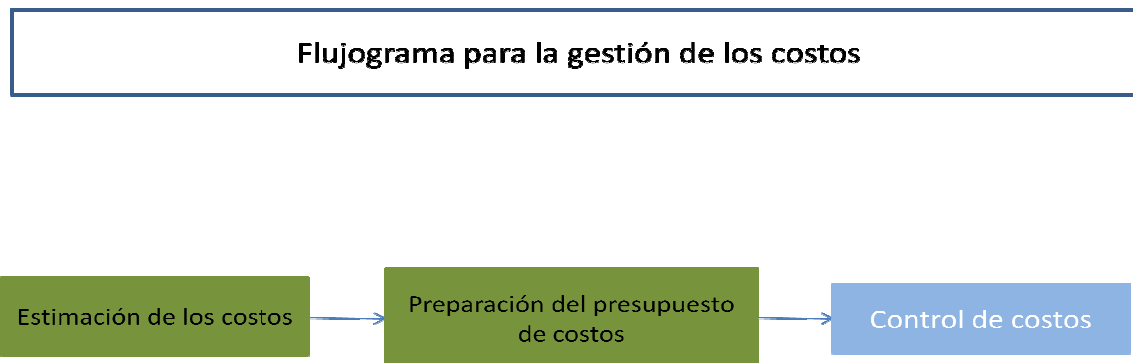 Flujograma para la gestión de los costos
Estimación de los costos
Preparación del presupuesto
de costos
Control de costos